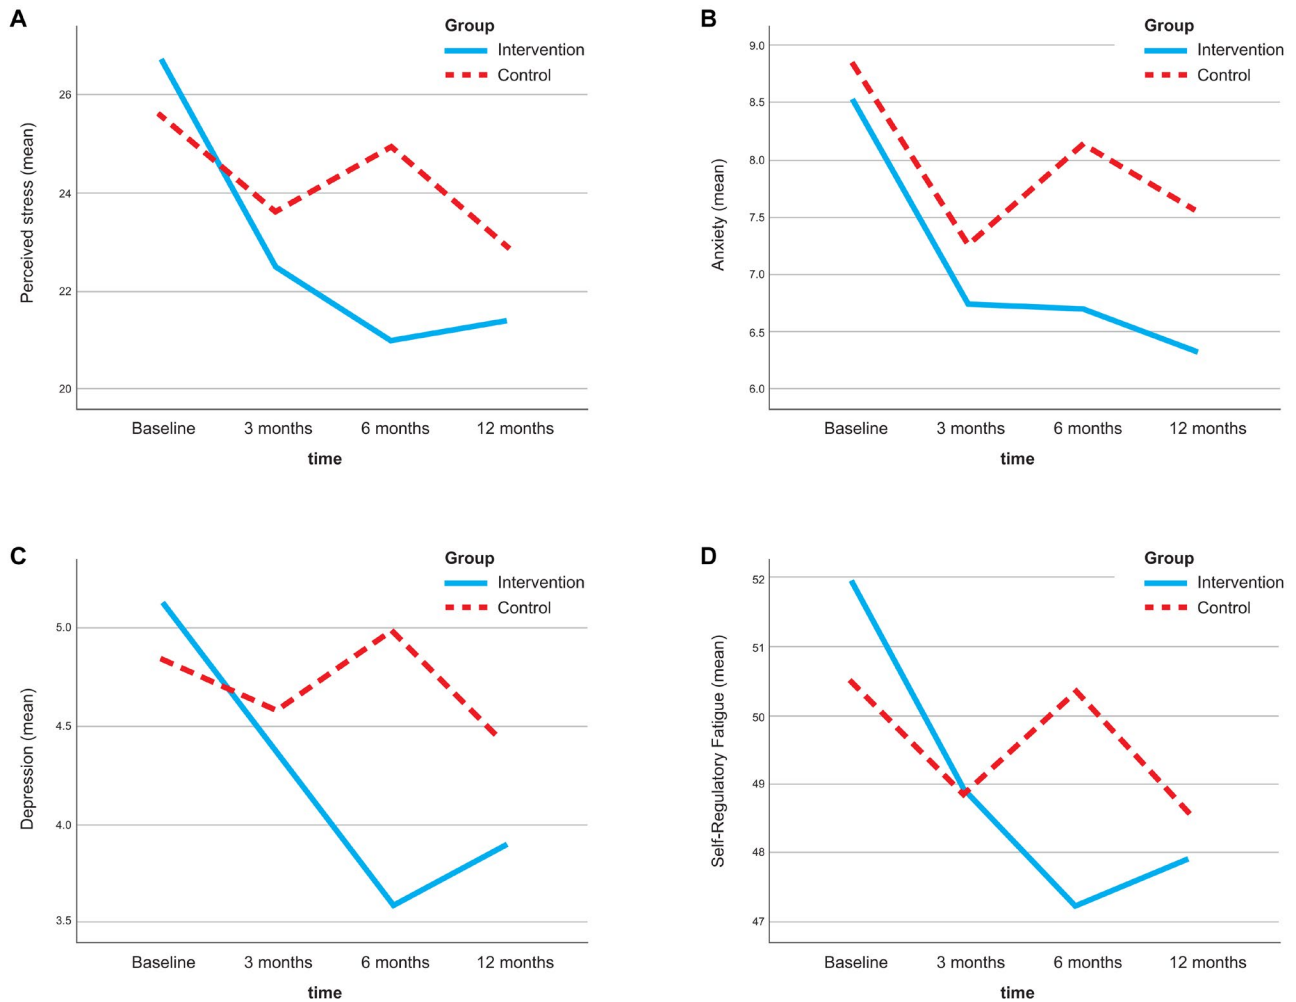 A
Group
Intervention
Control
Perceived stress (mean)
26
24
22
20
Baseline 3 months 6 months 12 months
time
B
Group
Intervention
Control
Anxiety (mean)
9.0
8.5
8.0
7.5
7.0
6.5
6.0
Baseline 3 months 6 months 12 months
time
C
Group
Intervention
Control
Depression (mean)
5.0
4.5
4.0
3.5
Baseline 3 months 6 months 12 months
time
D
Group
Intervention
Control
Self-Regulatory Fatigue (mean)
52
51
50
49
48
47
Baseline 3 months 6 months 12 months
time